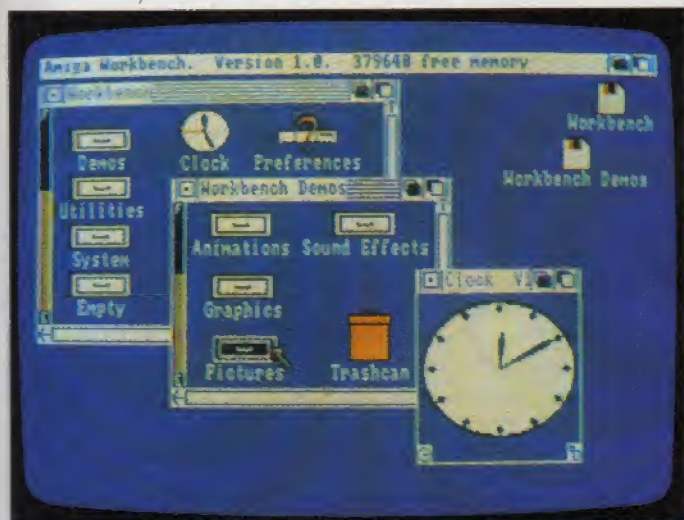 Amiga Workbench. Version 1.0. 379640 free memory
Workbench
Workbench
Demos Clock Preferences
Workbench Demos
Workbench Demos
Utilities
Animations Sound Effects
System
Clock
Empty
Graphics
Pictures Trashcan